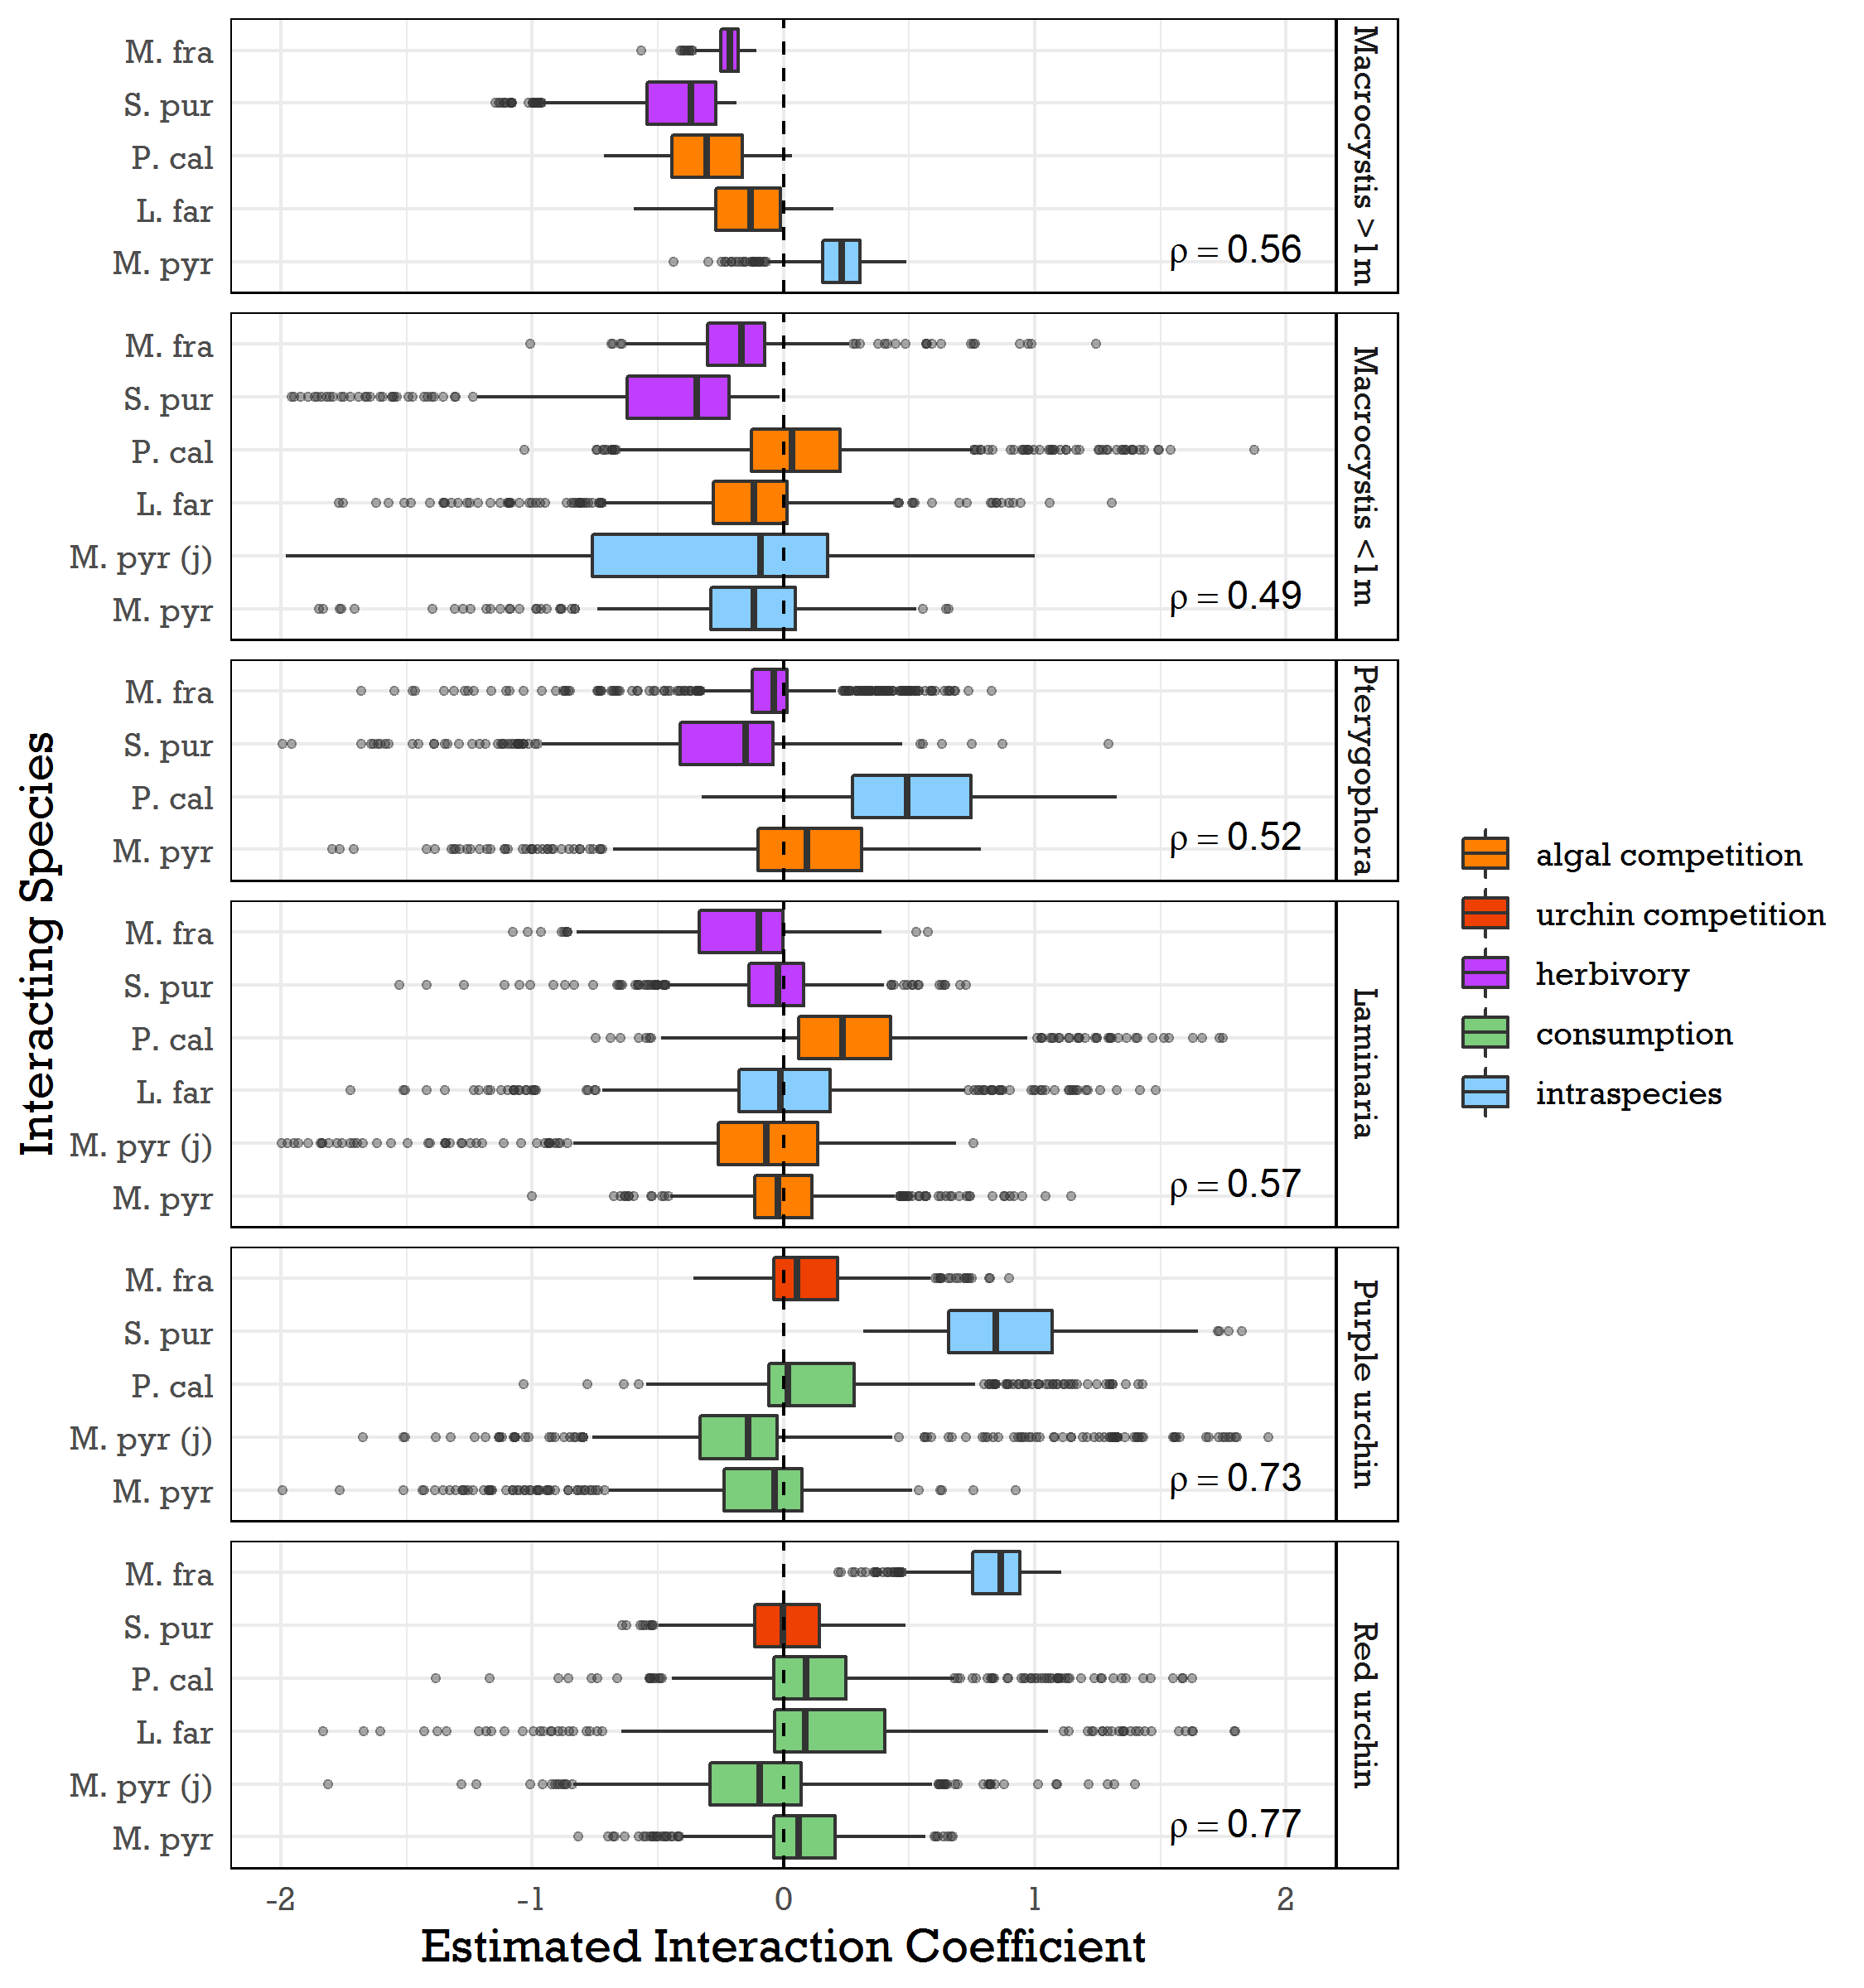 M. fra
S. pur
P. cal
L. far
M. pyr
ρ = 0.56
Macrocystis >1m
M. fra
S. pur
P. cal
L. far
M. pyr (j)
M. pyr
ρ = 0.49
Macrocystis <1m
M. fra
S. pur
P. cal
M. pyr
ρ = 0.52
Pterygophora
M. fra
S. pur
P. cal
L. far
M. pyr (j)
M. pyr
ρ = 0.57
Laminaria
M. fra
S. pur
P. cal
M. pyr (j)
M. pyr
ρ = 0.73
Purple urchin
M. fra
S. pur
P. cal
L. far
M. pyr (j)
M. pyr
ρ = 0.77
Red urchin
-2 -1 0 1 2
Estimated Interaction Coefficient
Interacting Species
algal competition
urchin competition
herbivory
consumption
intraspecies